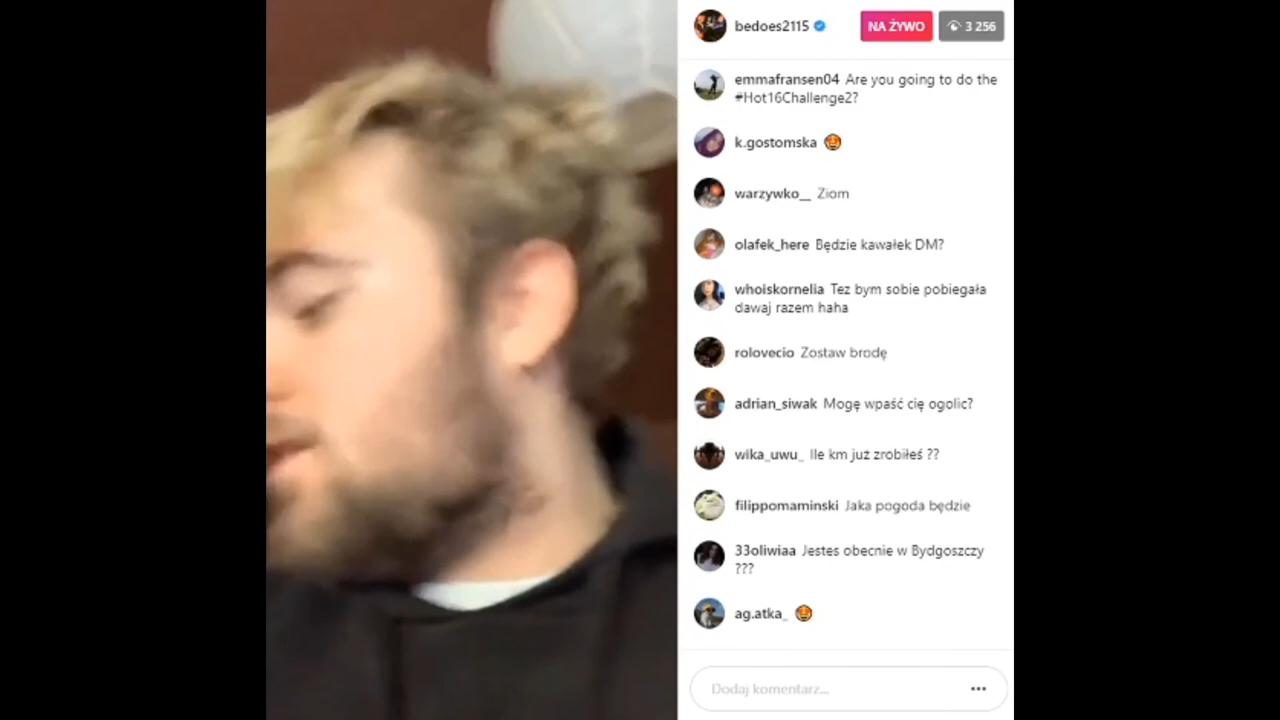 bedoes2115
NA ŻYWO
3 256
emmafransen04 Are you going to do the
#Hot16Challenge2?
k.gostomska 🤩
warzywko__ Ziom
olafek_here Będzie kawałek DM?
whoiskornelia Tez bym sobie pobiegała
dawaj razem haha
rolovecio Zostaw brodę
adrian_siwak Mogę wpaść cię ogolic?
wika_uwu_ Ile km już zrobiłeś ??
filippomaminski Jaka pogoda będzie
33oliwiaa Jestes obecnie w Bydgoszczy
???
ag.atka_ 🤩
Dodaj komentarz...